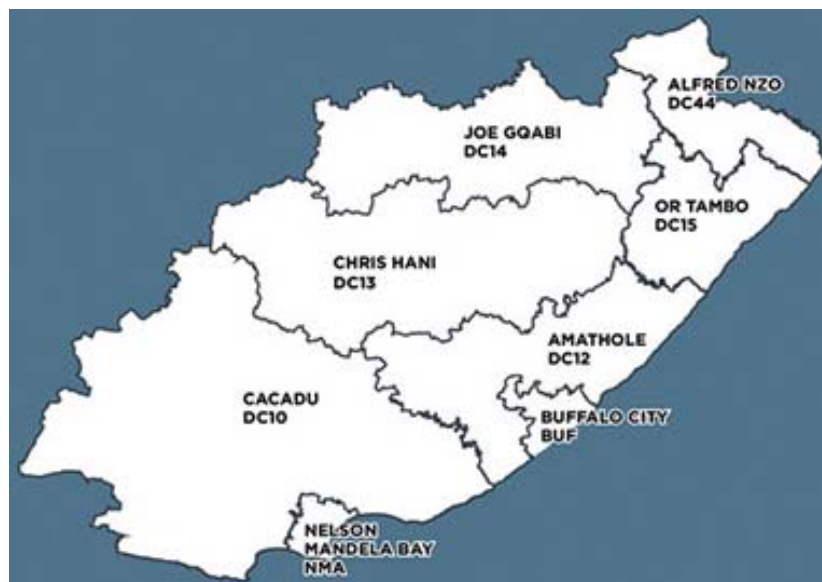 ALFRED NZO
DC44
JOE GQABI
DC14
OR TAMBO
DC15
CHRIS HANI
DC13
AMATHOLE
DC12
CACADU
DC10
BUFFALO CITY
BUF
NELSON
MANDELA BAY
NMA